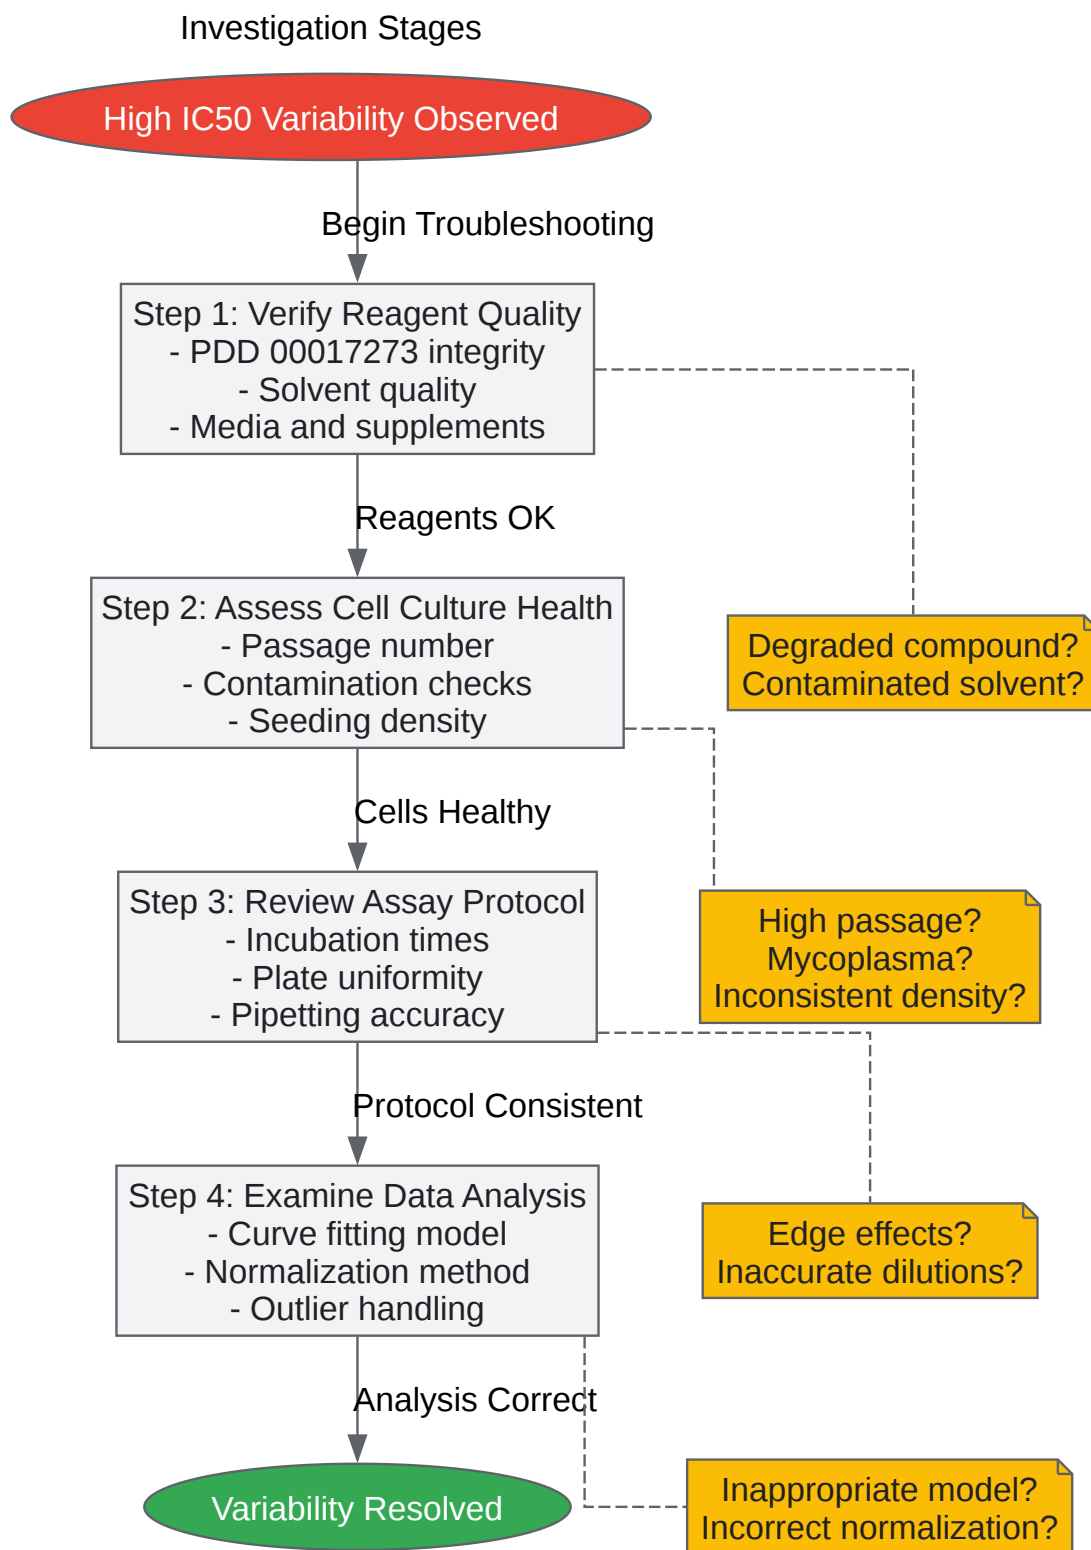 Investigation Stages
High IC50 Variability Observed
Begin Troubleshooting
Step 1: Verify Reagent Quality
- PDD 00017273 integrity
- Solvent quality
- Media and supplements
Reagents OK
Step 2: Assess Cell Culture Health
- Passage number
- Contamination checks
- Seeding density
Degraded compound?
Contaminated solvent?
Cells Healthy
Step 3: Review Assay Protocol
- Incubation times
- Plate uniformity
- Pipetting accuracy
High passage?
Mycoplasma?
Inconsistent density?
Protocol Consistent
Step 4: Examine Data Analysis
- Curve fitting model
- Normalization method
- Outlier handling
Edge effects?
Inaccurate dilutions?
Analysis Correct
Variability Resolved
Inappropriate model?
Incorrect normalization?